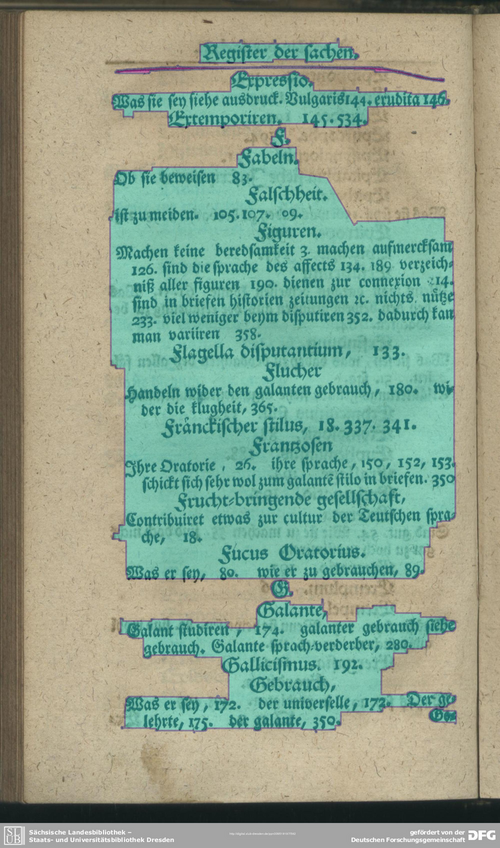 Register der sachen.
Expressio.
Was sie sey siehe ausdruck. Vulgaris 144. erudita 146.
Extemporiren. 145. 534.
F.
Fabeln.
Ob sie beweisen 83.
Falschheit.
ist zu meiden. 105. 107. 09.
Figuren.
Machen keine beredsamkeit 3. machen aufmercksam
126. sind die sprache des affects 134. 189 verzeich-
niß aller figuren 190. dienen zur connexion 14.
sind in briefen historien zeitungen ꝛc. nichts nütze
233. viel weniger beym disputiren 352. dadurch kan
man variiren 358.
Flagella disputantium, 133.
Flucher
Handeln wider den galanten gebrauch, 180. wi-
der die klugheit, 365.
Fränckischer stilus, 18. 337. 341.
Frantzosen
Ihre Oratorie, 26. ihre sprache, 150, 152, 153.
schickt sich sehr wol zum galantē stilo in briefen. 350
Frucht-bringende gesellschaft,
Contribuiret etwas zur cultur der Teutschen spra-
che, 18.
Fucus Oratorius.
Was er sey, 80. wie er zu gebrauchen, 89.
G.
Galante,
Galant studiren, 174. galanter gebrauch siehe
gebrauch. Galante sprach-verderber, 280.
Gallicismus. 192.
Gebrauch,
Was er sey, 172. der universelle, 173. Der ge-
lehrte, 175. der galante, 350.
Sächsische Landesbibliothek –
Staats- und Universitätsbibliothek Dresden
gefördert von der
Deutschen Forschungsgemeinschaft
DFG